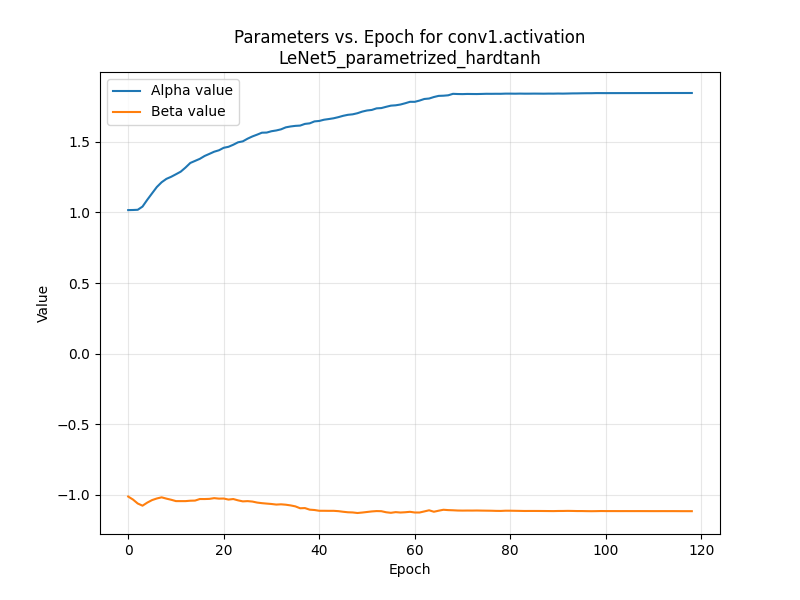 Parameters vs. Epoch for conv1.activation
LeNet5_parametrized_hardtanh
Alpha value
Beta value
1.5
1.0
0.5
0.0
−0.5
−1.0
Value
0 20 40 60 80 100 120
Epoch